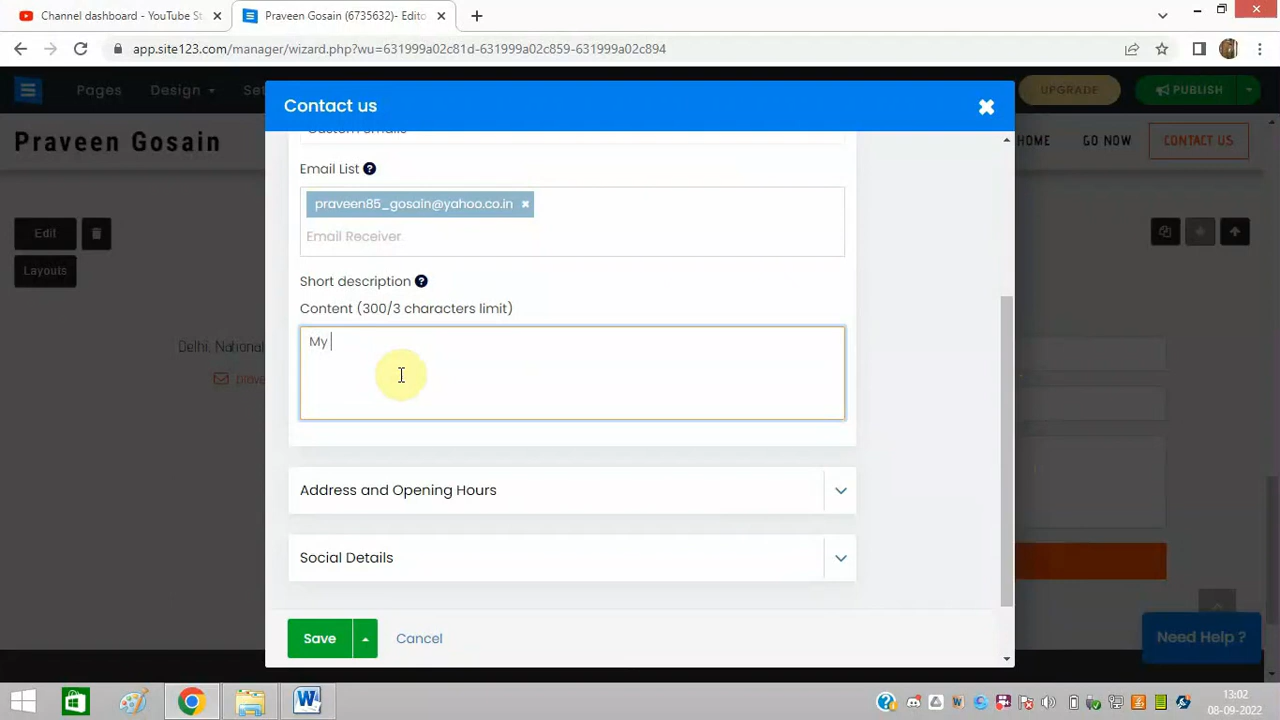 Channel dashboard - YouTube St
Praveen Gosain (6735632)- Edito
app.site123.com/manager/wizard.php?wu=631999a02c81d-631999a02c859-631999a02c894
Pages
Design
Set
UPGRADE
PUBLISH
Contact us
Praveen Gosain
HOME
GO NOW
CONTACT US
Custom emails
Email List
praveen85_gosain@yahoo.co.in
Email Receiver
Edit
Layouts
Short description
Content (300/3 characters limit)
My
Delhi, National
prave
Address and Opening Hours
Social Details
Save
Cancel
Need Help ?
13:02
08-09-2022